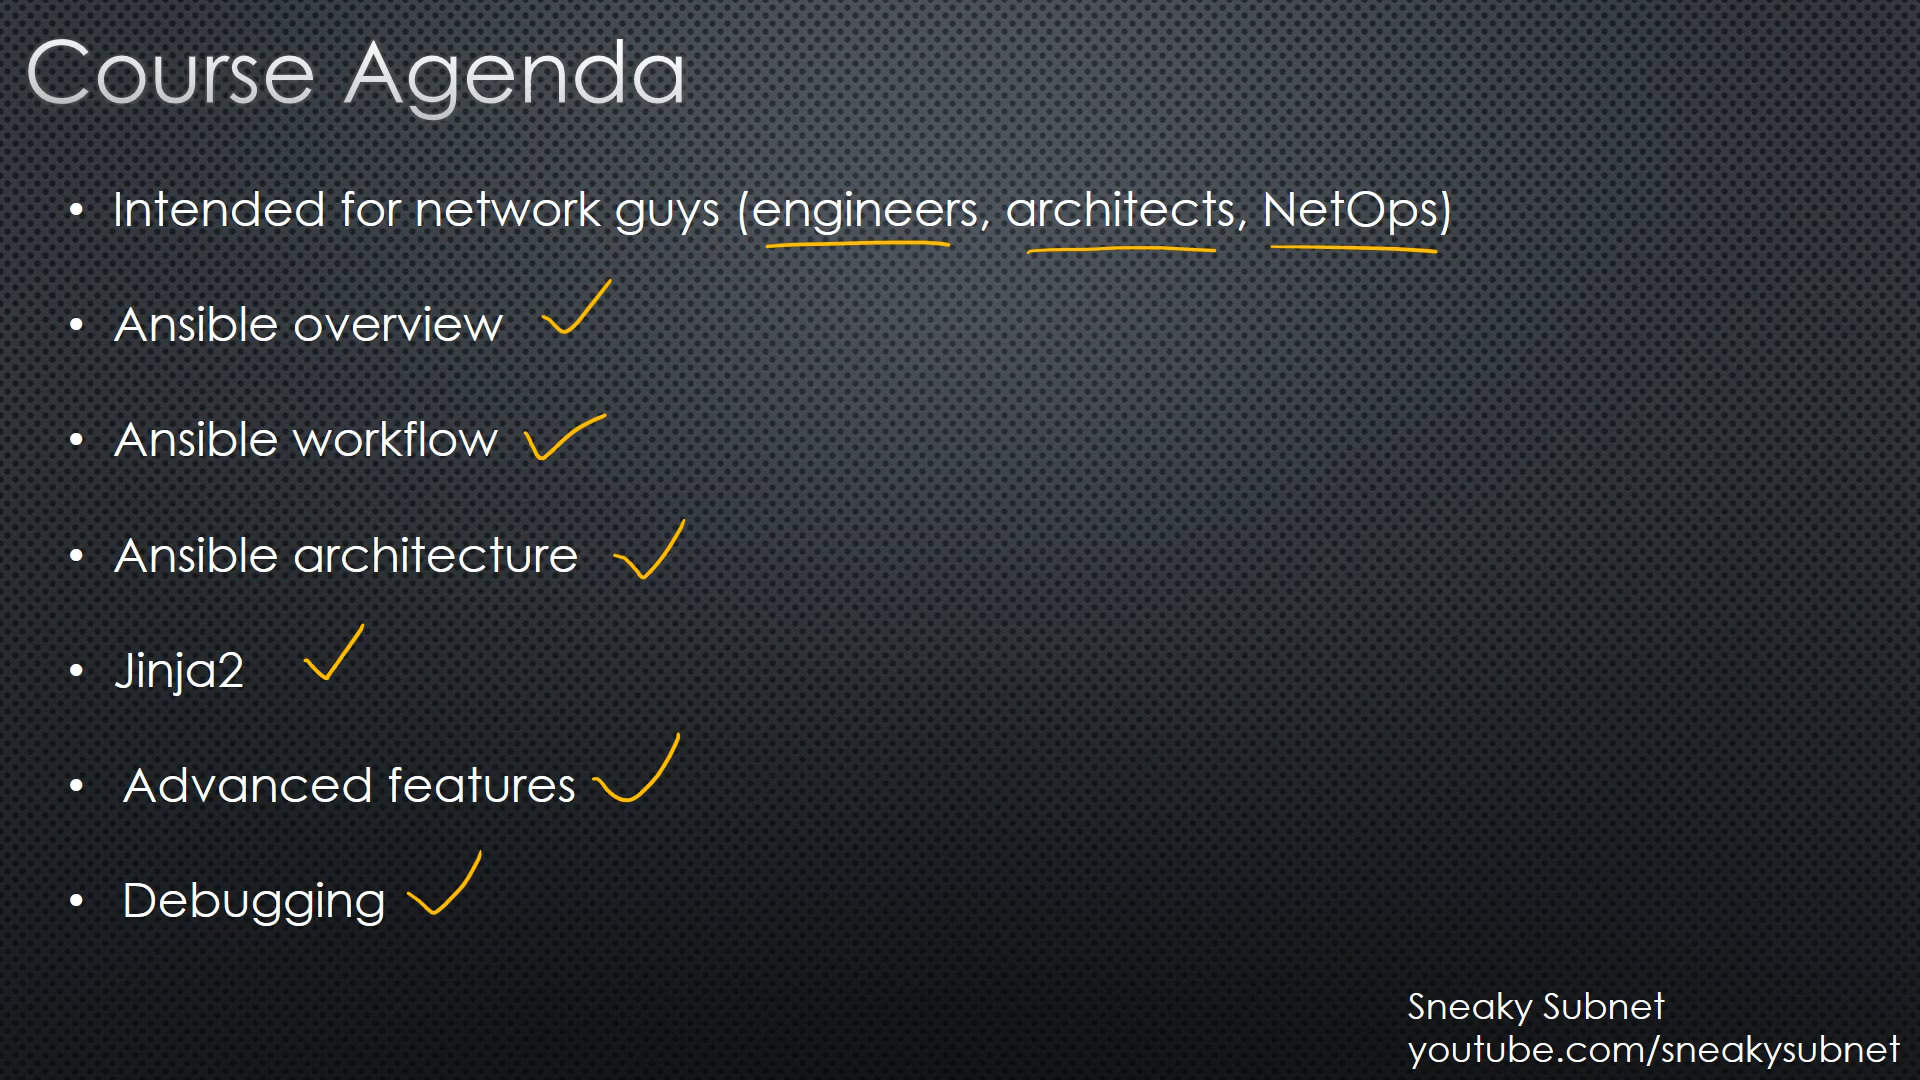 Course Agenda
• Intended for network guys (engineers, architects, NetOps)
• Ansible overview
• Ansible workflow
• Ansible architecture
• Jinja2
• Advanced features
• Debugging
Sneaky Subnet
youtube.com/sneakysubnet